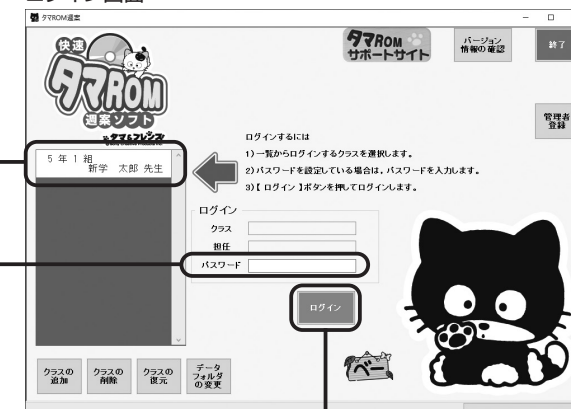 タマROM週案
快速
タマROM
週案ソフト
タマ&フレンズ
タマROM
サポートサイト
バージョン
情報の確認
終了
管理者
登録
ログインするには
1)一覧からログインするクラスを選択します。
2)パスワードを設定している場合は，パスワードを入力します。
3)【 ログイン 】ボタンを押してログインします。
5 年 1 組
新学 太郎 先生
ログイン
クラス
担任
パスワード
ログイン
クラスの
追加
クラスの
削除
クラスの
復元
データ
フォルダ
の変更
べー